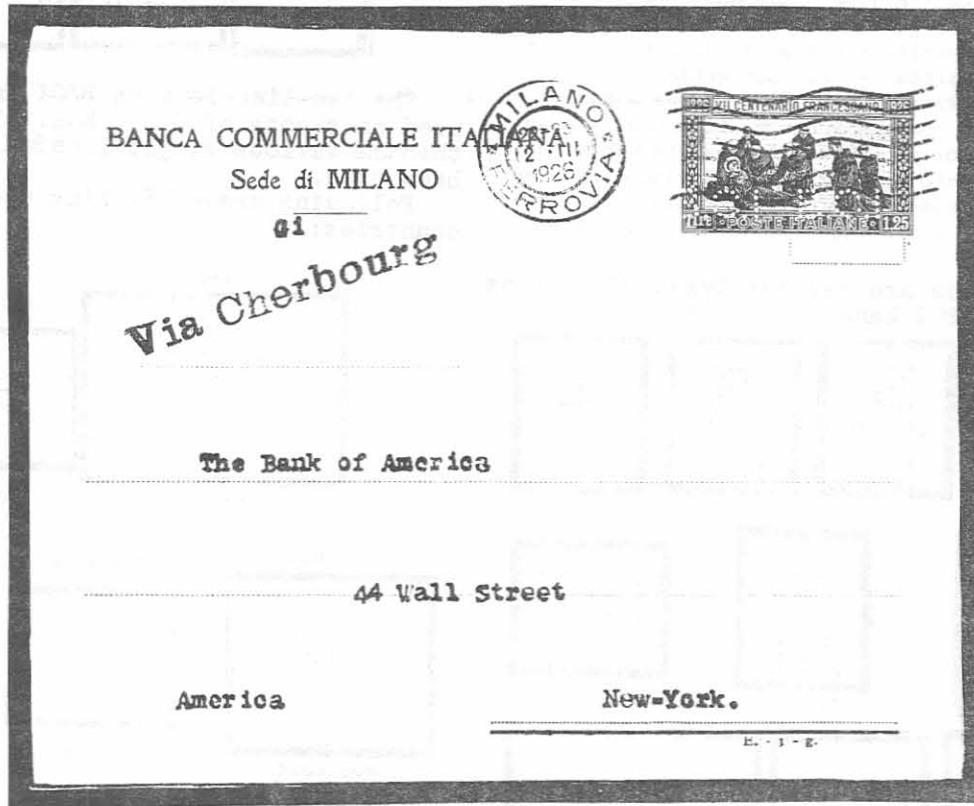 BANCA COMMERCIALE ITALIANA
Sede di MILANO
Gi
MILANO
12 · III
1926
FERROVIA
VII CENTENARIO FRANCESCANO
POSTE ITALIANE 1.25
Via Cherbourg
The Bank of America
44 Wall Street
America New-York.